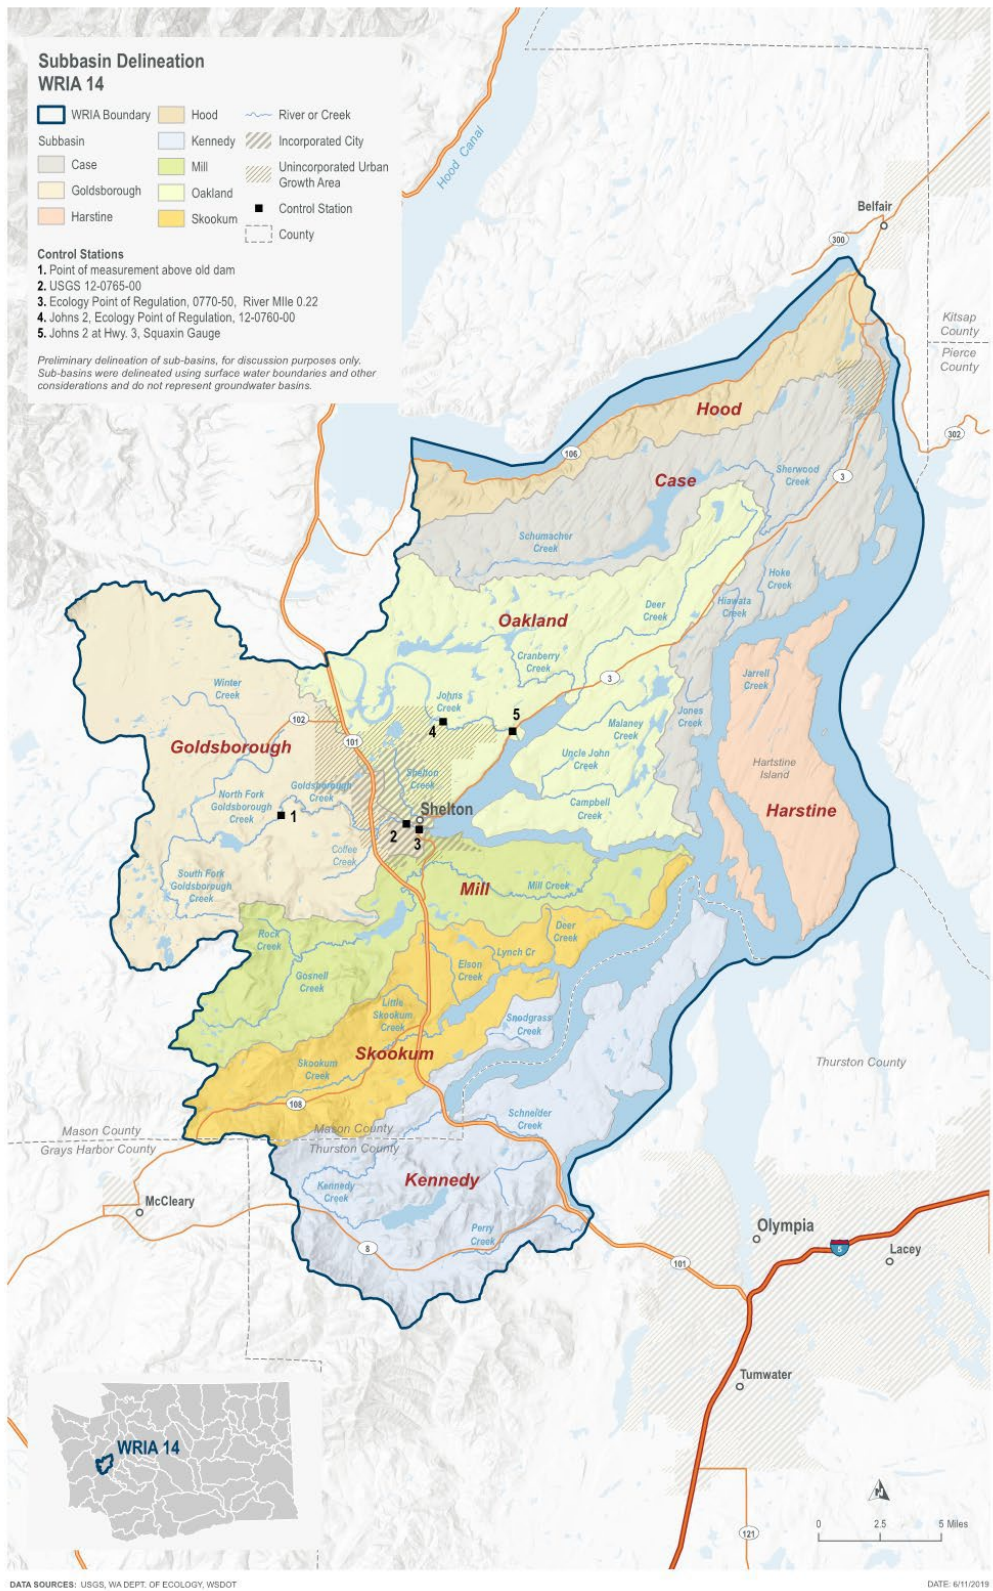 Subbasin Delineation
WRIA 14
WRIA Boundary
Subbasin
Case
Goldsborough
Harstine
Hood
Kennedy
Mill
Oakland
Skookum
River or Creek
Incorporated City
Unincorporated Urban
Growth Area
Control Station
County
Control Stations
1. Point of measurement above old dam
2. USGS 12-0765-00
3. Ecology Point of Regulation, 0770-50, River MIle 0.22
4. Johns 2, Ecology Point of Regulation, 12-0760-00
5. Johns 2 at Hwy. 3, Squaxin Gauge
Preliminary delineation of sub-basins, for discussion purposes only.
Sub-basins were delineated using surface water boundaries and other
considerations and do not represent groundwater basins.
Hood Canal
Belfair
300
Kitsap
County
Pierce
County
302
Hood
106
Case
Sherwood
Creek
3
Schumacher
Creek
Hoke
Creek
Hiawata
Creek
Deer
Creek
Oakland
Cranberry
Creek
3
Jarrell
Creek
Winter
Creek
Johns
Creek
102
5
4
Malaney
Creek
Jones
Creek
101
Goldsborough
Uncle John
Creek
Hartstine
Island
Shelton
Creek
Goldsborough
Creek
North Fork
Goldsborough
Creek
1
Shelton
Campbell
Creek
Harstine
2
3
Coffee
Creek
South Fork
Goldsborough
Creek
Mill
Mill Creek
Rock
Creek
Deer
Creek
Lynch Cr
Elson
Creek
Gosnell
Creek
Little
Skookum
Creek
Snodgrass
Creek
Skookum
Skookum
Creek
Thurston County
108
Schneider
Creek
Mason County
Grays Harbor County
Mason County
Thurston County
Kennedy
Kennedy
Creek
McCleary
Perry
Creek
8
Olympia
5
Lacey
101
Tumwater
WRIA 14
0
2.5
5 Miles
121
DATA SOURCES: USGS, WA DEPT. OF ECOLOGY, WSDOT
DATE: 6/11/2019